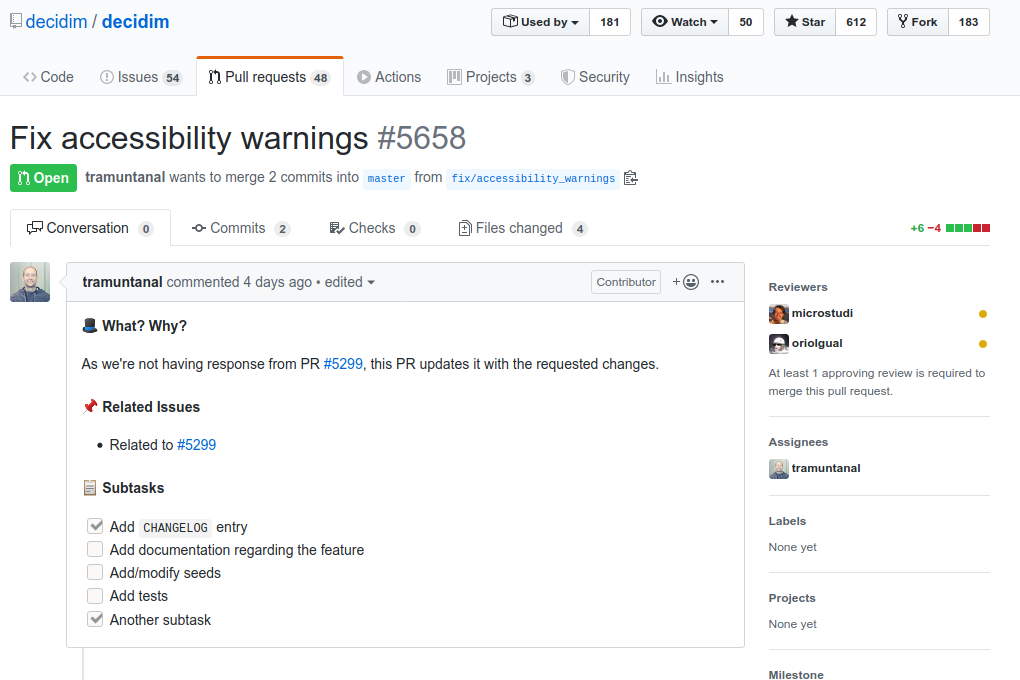 decidim / decidim
Used by 181 Watch 50 Star 612 Fork 183
Code Issues 54 Pull requests 48 Actions Projects 3 Security Insights
Fix accessibility warnings #5658
Open tramuntanal wants to merge 2 commits into master from fix/accessibility_warnings
Conversation 0 Commits 2 Checks 0 Files changed 4 +6 −4
tramuntanal commented 4 days ago • edited Contributor
What? Why?
As we're not having response from PR #5299, this PR updates it with the requested changes.
Related Issues
• Related to #5299
Subtasks
Add CHANGELOG entry
Add documentation regarding the feature
Add/modify seeds
Add tests
Another subtask
Reviewers
microstudi
oriolgual
At least 1 approving review is required to
merge this pull request.
Assignees
tramuntanal
Labels
None yet
Projects
None yet
Milestone